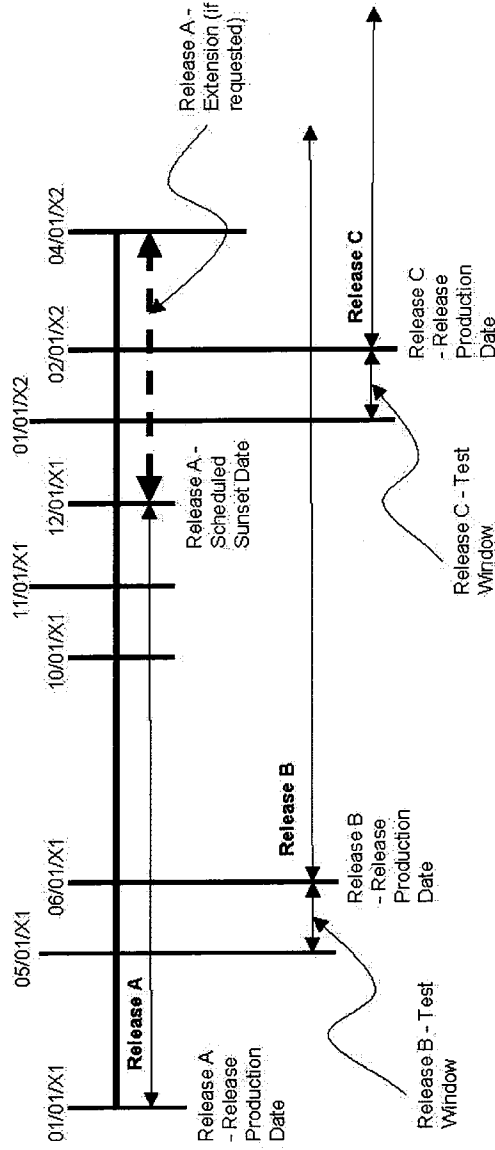 01/01/X1
05/01/X1
06/01/X1
10/01/X1
11/01/X1
12/01/X1
01/01/X2
02/01/X2
04/01/X2
Release A
Release A
- Release
Production
Date
Release A -
Scheduled
Sunset Date
Release A -
Extension (if
requested)
Release B
Release B
- Release
Production
Date
Release B - Test
Window
Release C
Release C
- Release
Production
Date
Release C - Test
Window